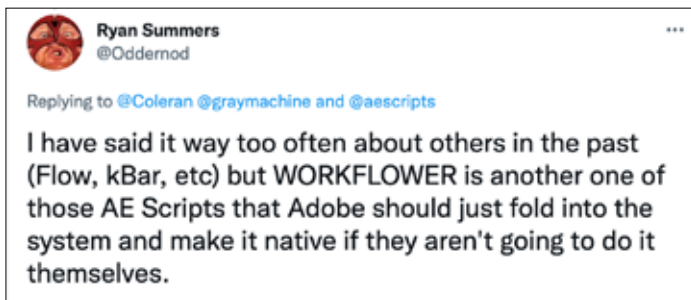 Ryan Summers
@Oddernod
Replying to @Coleran @graymachine and @aescripts
I have said it way too often about others in the past
(Flow, kBar, etc) but WORKFLOWER is another one of
those AE Scripts that Adobe should just fold into the
system and make it native if they aren't going to do it
themselves.